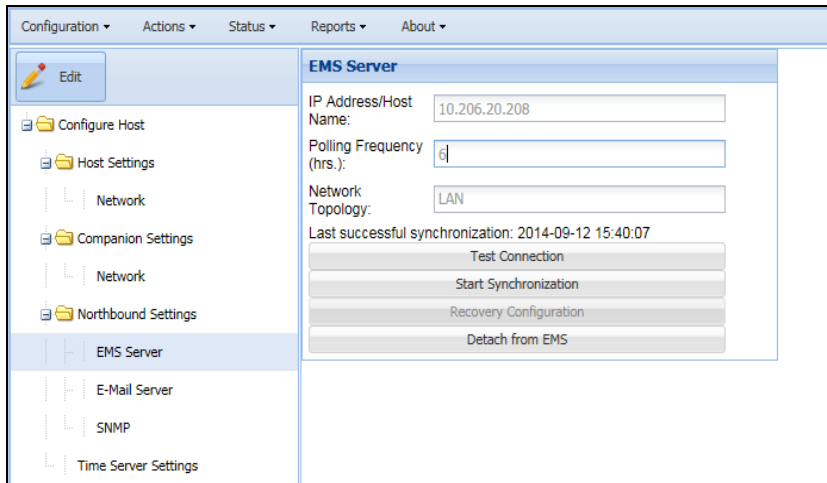 Configuration Actions Status Reports About
Edit
Configure Host
Host Settings
Network
Companion Settings
Network
Northbound Settings
EMS Server
E-Mail Server
SNMP
Time Server Settings
EMS Server
IP Address/Host
Name:
10.206.20.208
Polling Frequency
(hrs.):
6
Network
Topology:
LAN
Last successful synchronization: 2014-09-12 15:40:07
Test Connection
Start Synchronization
Recovery Configuration
Detach from EMS